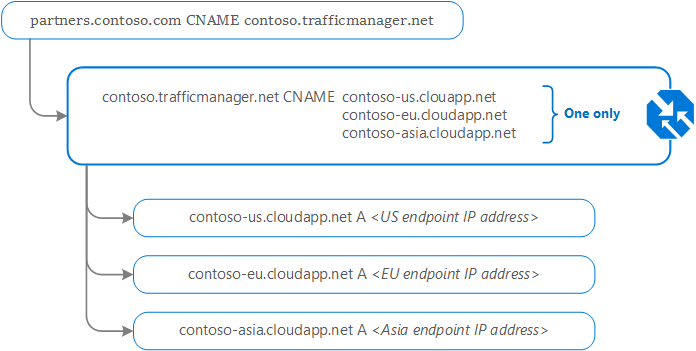 partners.contoso.com CNAME contoso.trafficmanager.net
contoso.trafficmanager.net CNAME contoso-us.clouapp.net
contoso-eu.cloudapp.net
contoso-asia.cloudapp.net
One only
contoso-us.cloudapp.net A <US endpoint IP address>
contoso-eu.cloudapp.net A <EU endpoint IP address>
contoso-asia.cloudapp.net A <Asia endpoint IP address>